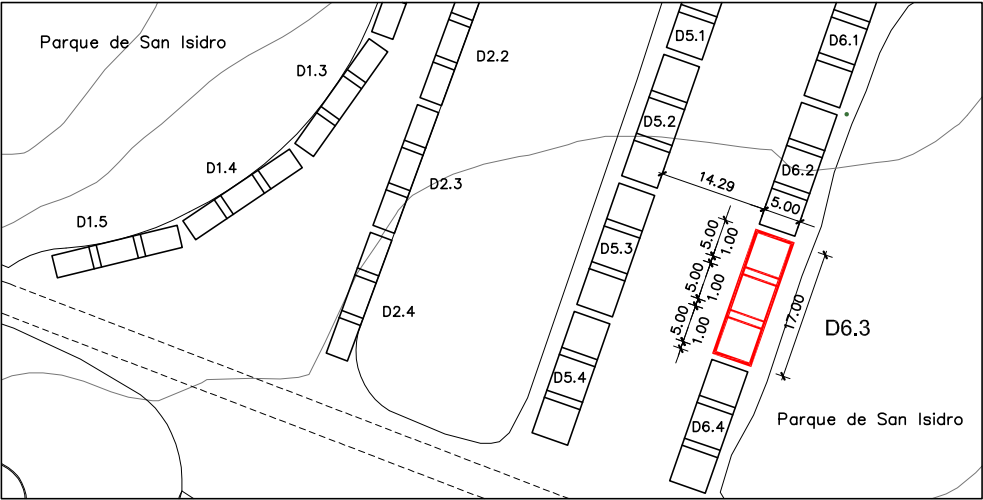 Parque de San Isidro
D1.3
D1.4
D1.5
D2.2
D2.3
D2.4
D5.1
D5.2
D5.3
D5.4
D6.1
D6.2
14.29
5.00
5.00
1.00
5.00
1.00
5.00
1.00
17.00
D6.3
D6.4
Parque de San Isidro